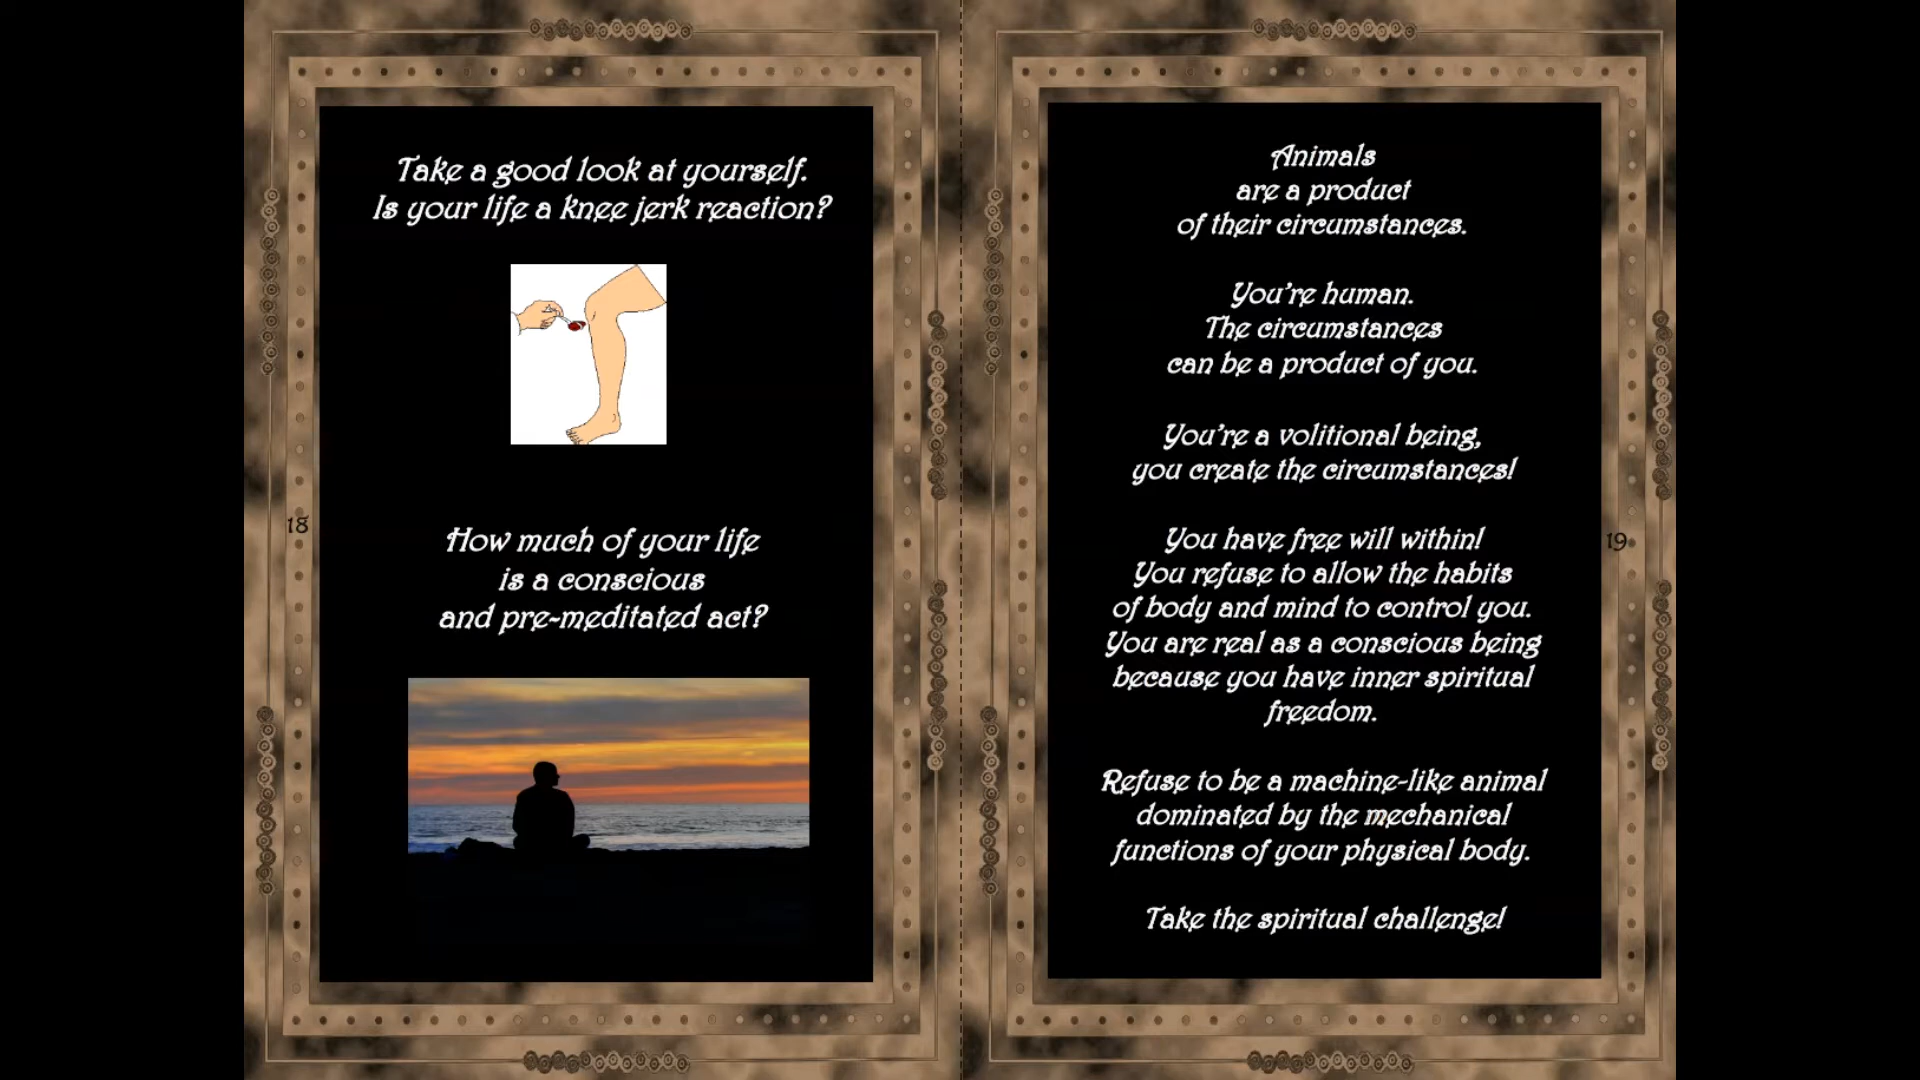 Take a good look at yourself.
Is your life a knee jerk reaction?
How much of your life
is a conscious
and pre-meditated act?
18
Animals
are a product
of their circumstances.
You're human.
The circumstances
can be a product of you.
You're a volitional being,
you create the circumstances!
You have free will within!
You refuse to allow the habits
of body and mind to control you.
You are real as a conscious being
because you have inner spiritual
freedom.
Refuse to be a machine-like animal
dominated by the mechanical
functions of your physical body.
Take the spiritual challenge!
19